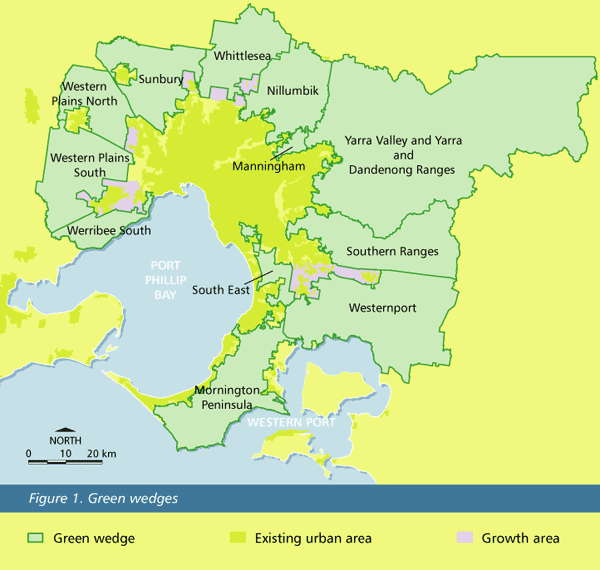 Whittlesea
Sunbury
Nillumbik
Western
Plains North
Yarra Valley and Yarra
and
Dandenong Ranges
Manningham
Western Plains
South
Werribee South
Southern Ranges
PORT
PHILLIP
BAY
South East
Westernport
Mornington
Peninsula
WESTERN PORT
NORTH
0 10 20 km
Figure 1. Green wedges
Green wedge
Existing urban area
Growth area